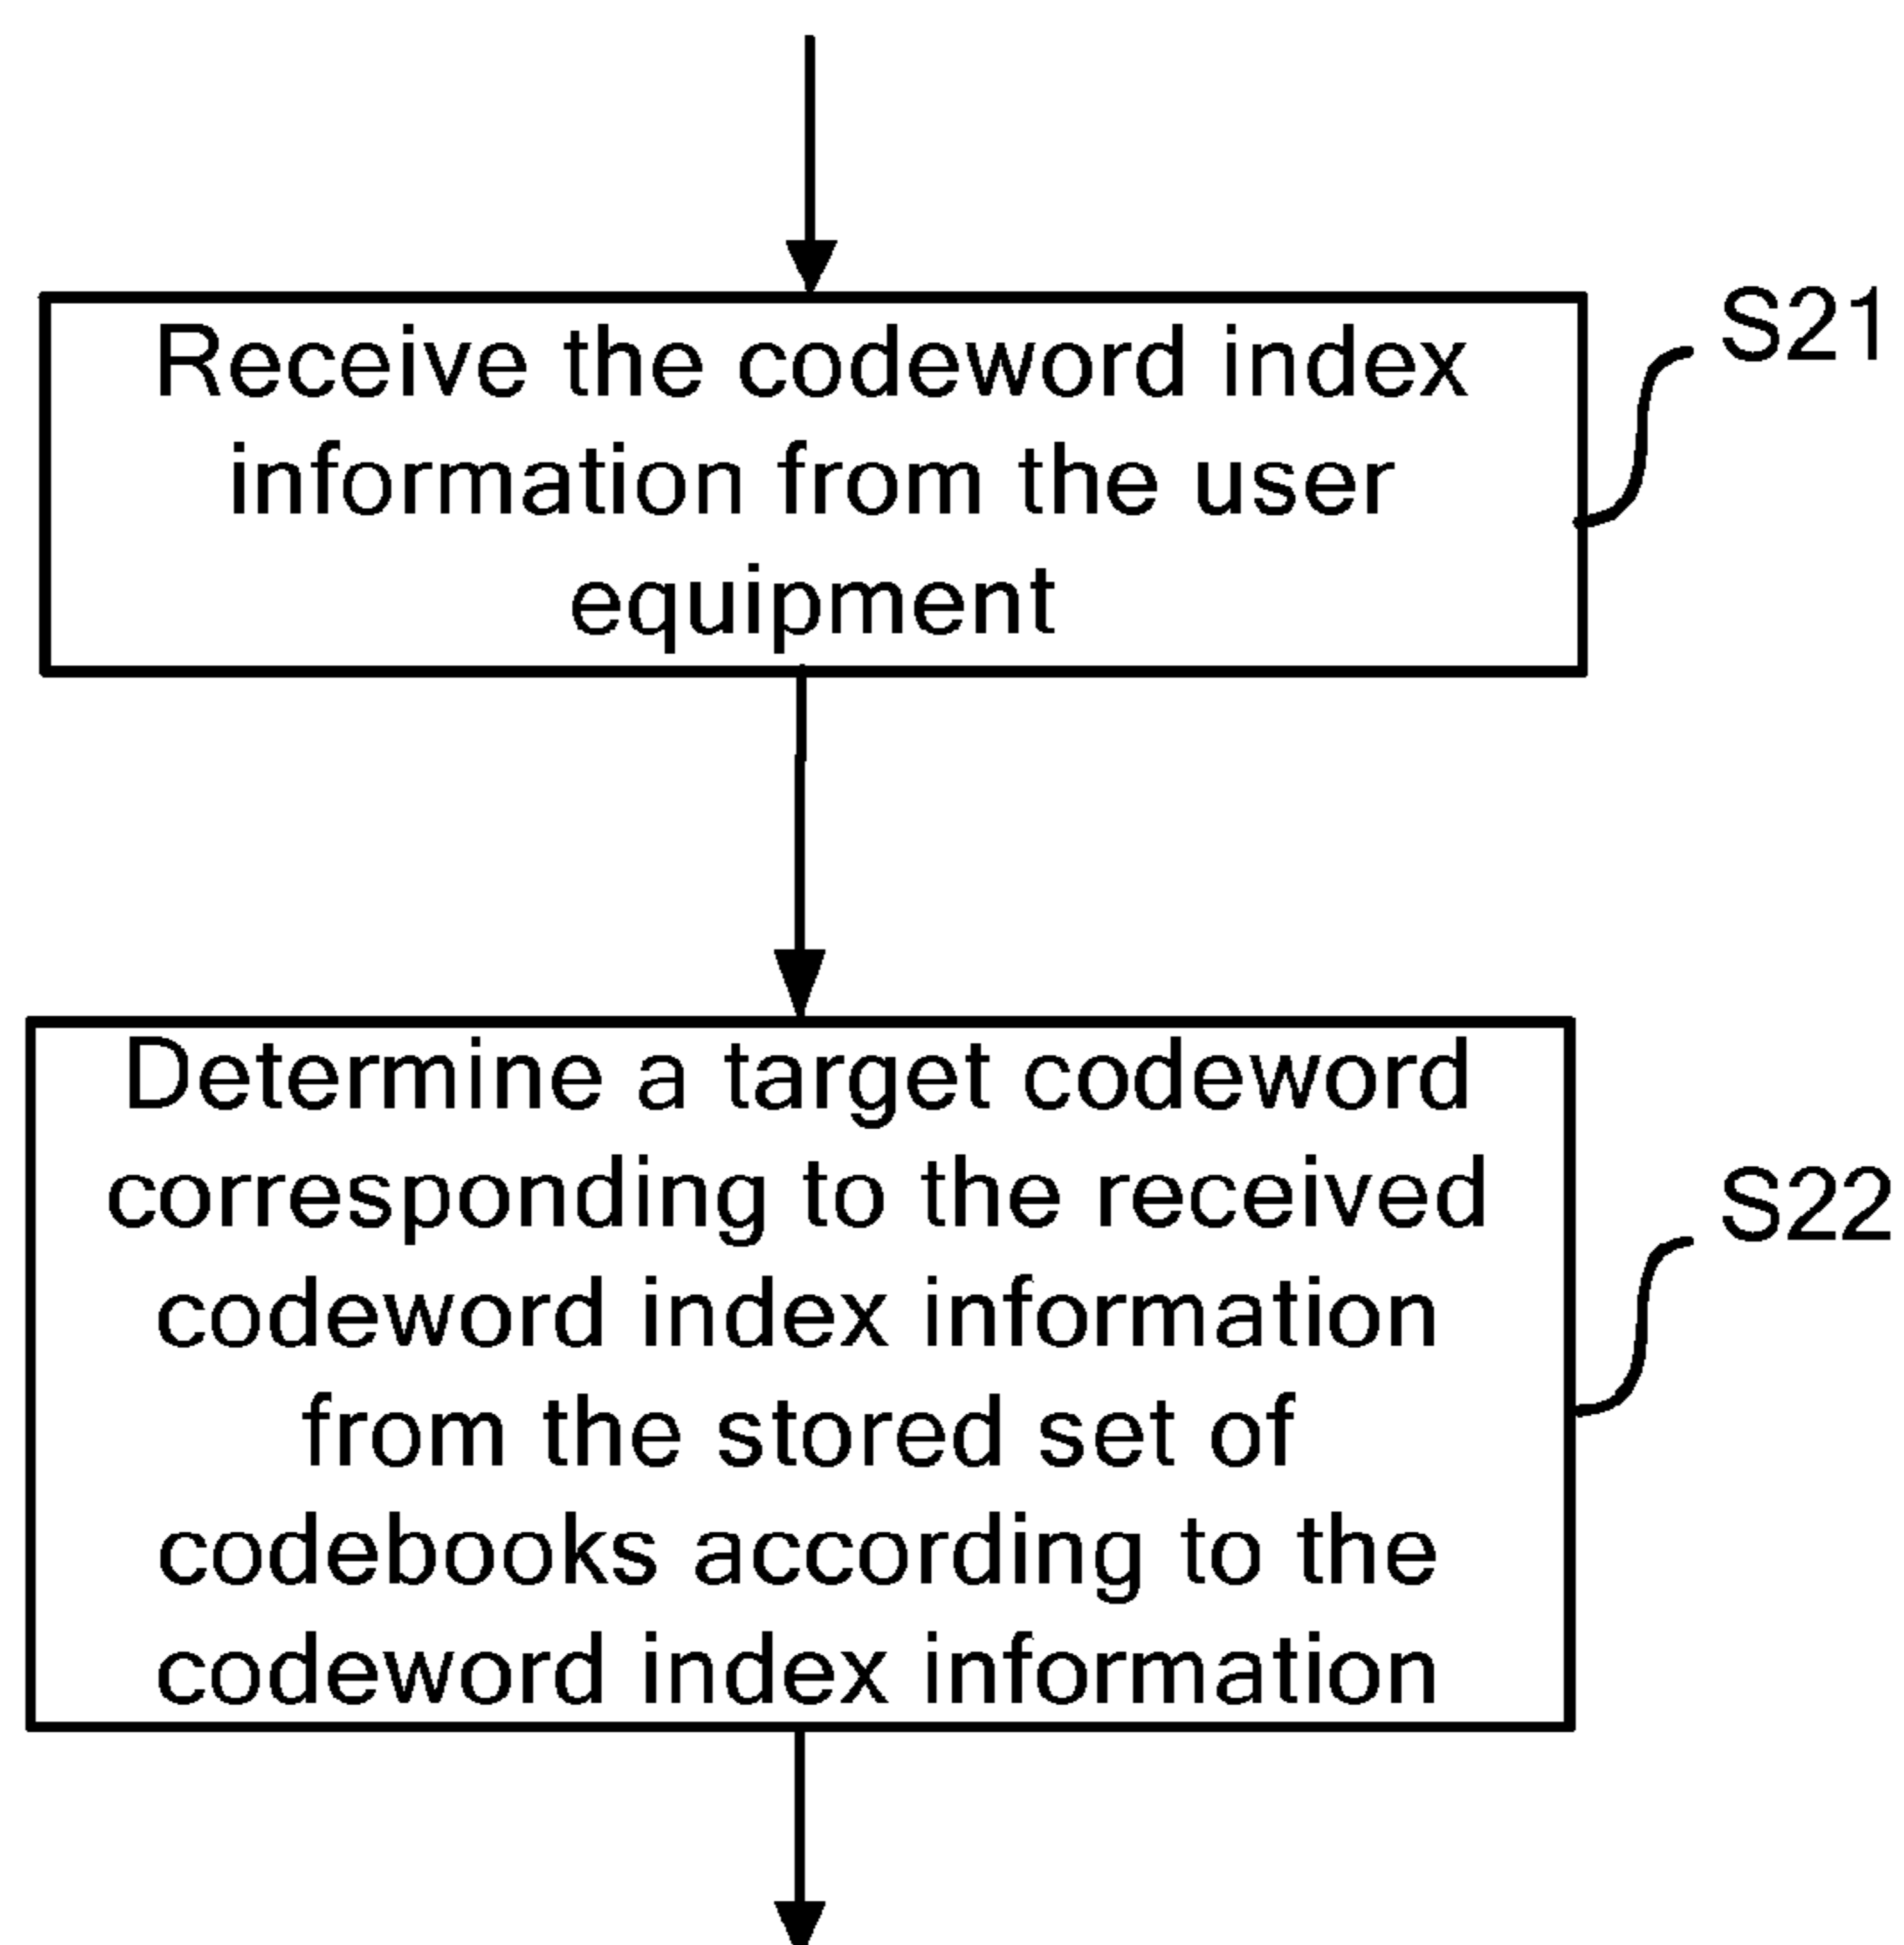 Receive the codeword index
information from the user
equipment
S21
Determine a target codeword
corresponding to the received
codeword index information
from the stored set of
codebooks according to the
codeword index information
S22